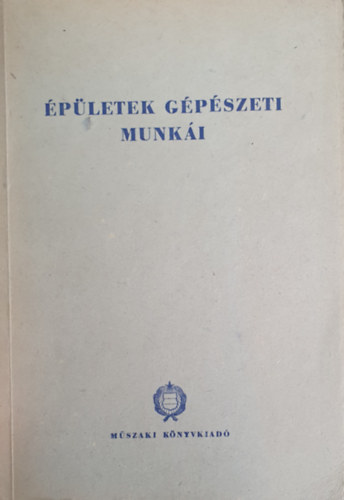 ÉPÜLETEK GÉPÉSZETI
MUNKÁI
MŰSZAKI KÖNYVKIADÓ